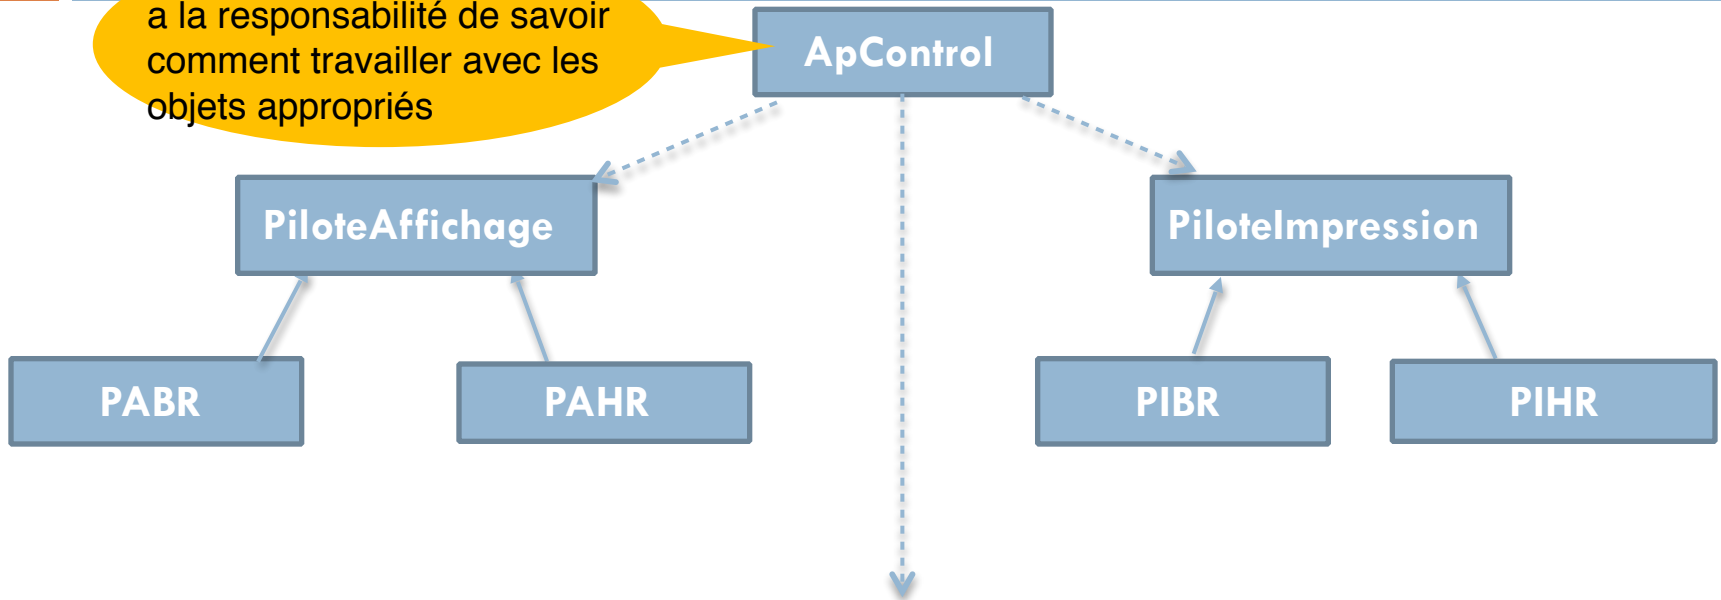 a la responsabilité de savoir
comment travailler avec les
objets appropriés
ApControl
PiloteAffichage
PiloteImpression
PABR
PAHR
PIBR
PIHR